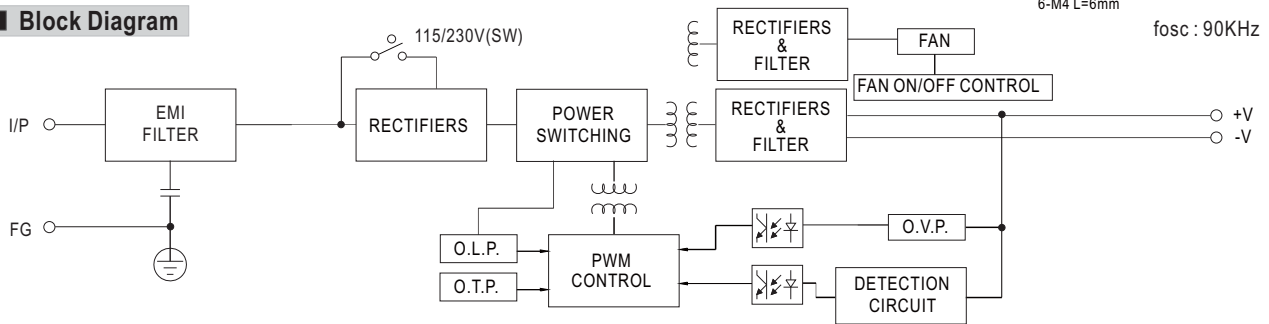 6-M4 L=6mm
Block Diagram
fosc : 90KHz
115/230V(SW)
RECTIFIERS
&
FILTER
FAN
FAN ON/OFF CONTROL
I/P
EMI
FILTER
RECTIFIERS
POWER
SWITCHING
RECTIFIERS
&
FILTER
+V
-V
FG
O.L.P.
O.T.P.
PWM
CONTROL
O.V.P.
DETECTION
CIRCUIT